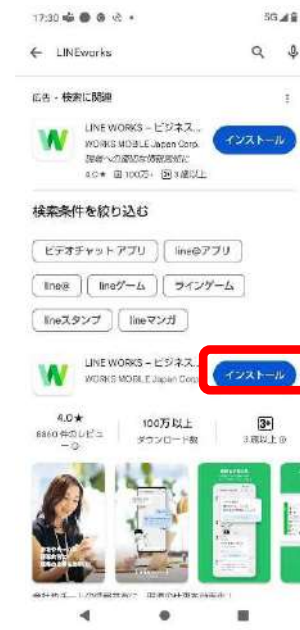 17:30
5G
LINEworks
広告・検索に関連
LINE WORKS – ビジネス...
WORKS MOBILE Japan Corp.
インストール
4.0★ 100万+ 3+ 3歳以上
検索条件を絞り込む
ビデオチャット アプリ
line@アプリ
line@
lineゲーム
ラインゲーム
lineスタンプ
lineマンガ
LINE WORKS – ビジネス...
WORKS MOBILE Japan Corp.
インストール
4.0★
100万以上
3+
ダウンロード数
3歳以上